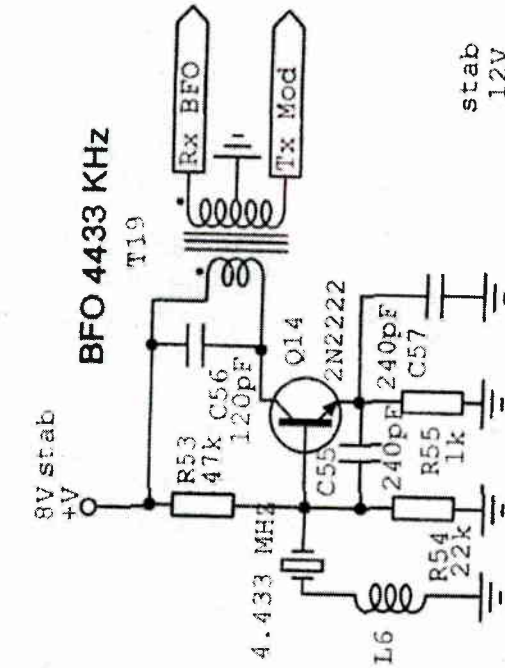 Rx BFO
Tx Mod
stab
12V
BFO 4433 KHz
T19
Q14
2N2222
240pF
C57
C56
120pF
8V stab
+V
R53
47k
C55
240pF
R55
1k
4.433 MHZ
R54
22k
L6